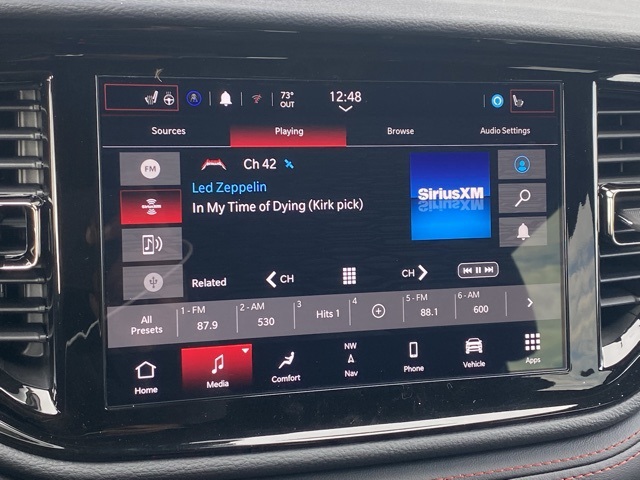 73°
OUT
12:48
Sources
Playing
Browse
Audio Settings
FM
Ch 42
Led Zeppelin
In My Time of Dying (Kirk pick)
SiriusXM
SiriusXM
Related
CH
CH
All
Presets
1 - FM
87.9
2 - AM
530
3
Hits 1
4
5 - FM
88.1
6 - AM
600
Home
Media
Comfort
NW
Nav
Phone
Vehicle
Apps